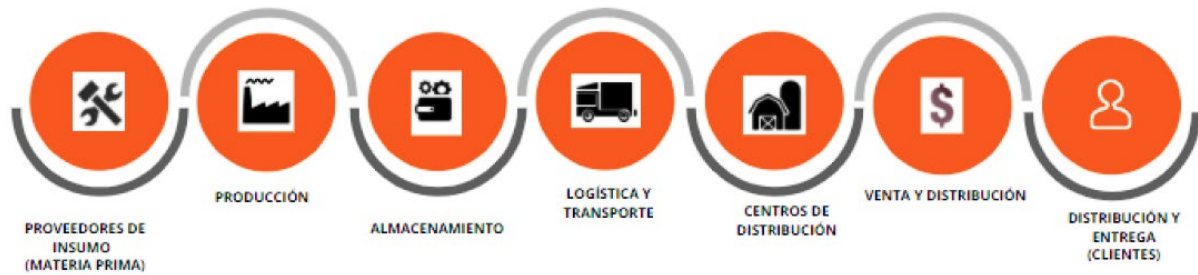 PROVEEDORES DE
INSUMO
(MATERIA PRIMA)
PRODUCCIÓN
ALMACENAMIENTO
LOGÍSTICA Y
TRANSPORTE
CENTROS DE
DISTRIBUCIÓN
$
VENTA Y DISTRIBUCIÓN
DISTRIBUCIÓN Y
ENTREGA
(CLIENTES)